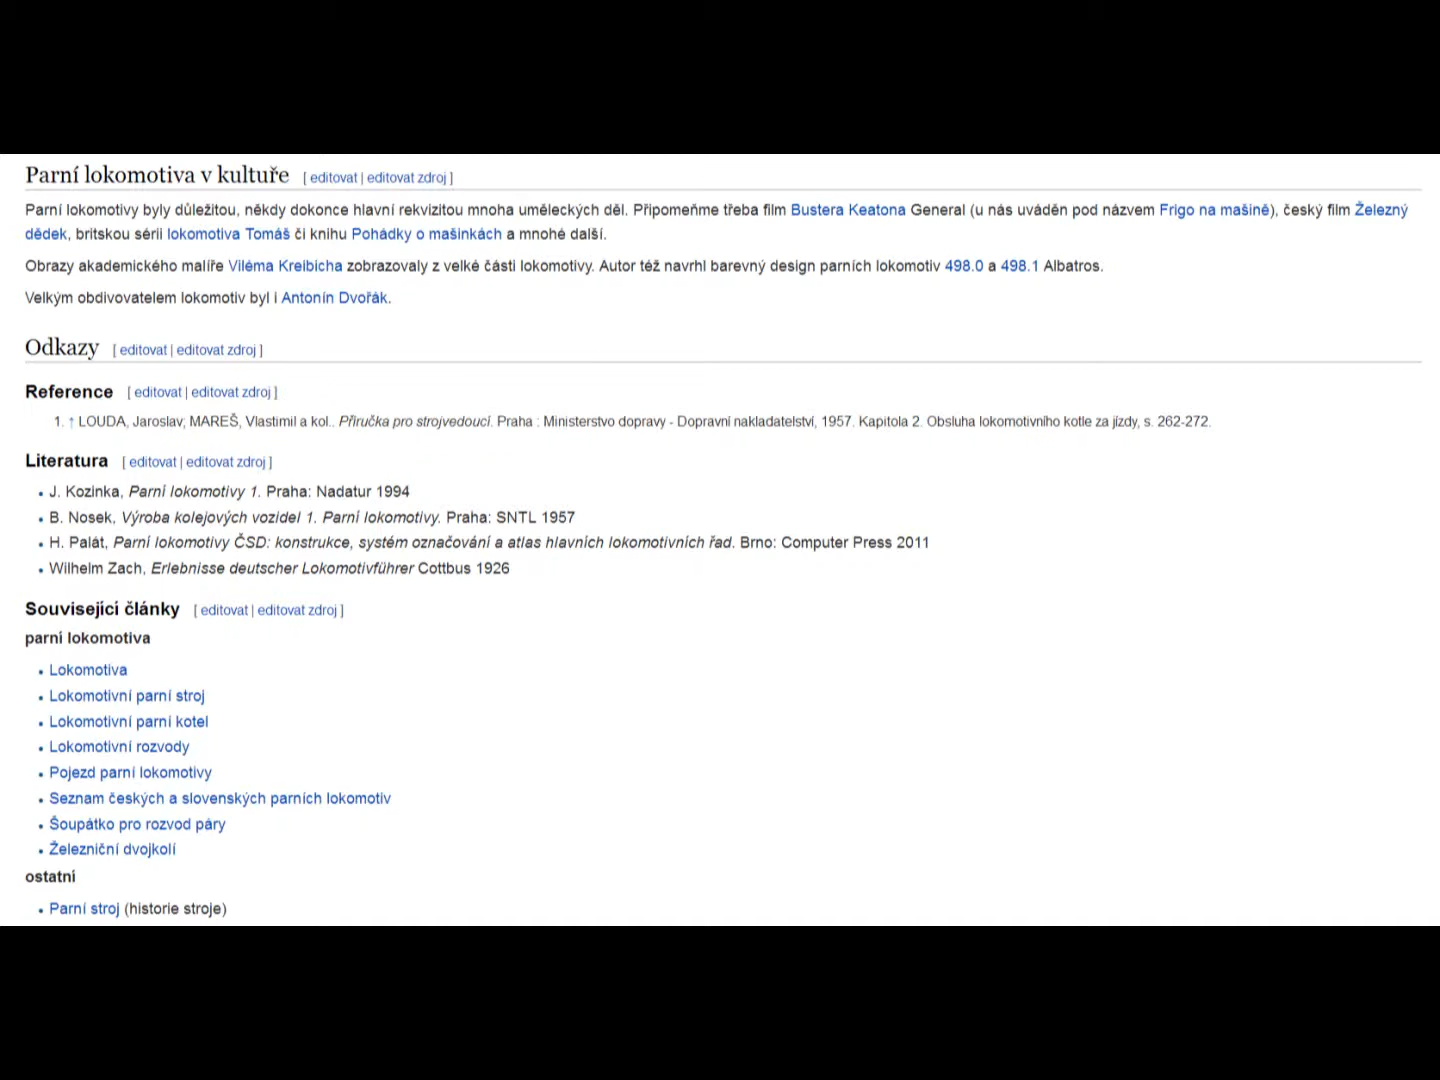 Parní lokomotiva v kultuře [ editovat | editovat zdroj ]
Parní lokomotivy byly důležitou, někdy dokonce hlavní rekvizitou mnoha uměleckých děl. Připomeňme třeba film Bustera Keatona General (u nás uváděn pod názvem Frigo na mašině), český film Železný
dědek, britskou sérii lokomotiva Tomáš či knihu Pohádky o mašinkách a mnohé další.
Obrazy akademického malíře Viléma Kreibicha zobrazovaly z velké části lokomotivy. Autor též navrhl barevný design parních lokomotiv 498.0 a 498.1 Albatros.
Velkým obdivovatelem lokomotiv byl i Antonín Dvořák.
Odkazy [ editovat | editovat zdroj ]
Reference [ editovat | editovat zdroj ]
1. ↑ LOUDA, Jaroslav; MAREŠ, Vlastimil a kol.. Příručka pro strojvedoucí. Praha : Ministerstvo dopravy - Dopravní nakladatelství, 1957. Kapitola 2. Obsluha lokomotivního kotle za jízdy, s. 262-272.
Literatura [ editovat | editovat zdroj ]
• J. Kozinka, Parní lokomotivy 1. Praha: Nadatur 1994
• B. Nosek, Výroba kolejových vozidel 1. Parní lokomotivy. Praha: SNTL 1957
• H. Palát, Parní lokomotivy ČSD: konstrukce, systém označování a atlas hlavních lokomotivních řad. Brno: Computer Press 2011
• Wilhelm Zach, Erlebnisse deutscher Lokomotivführer Cottbus 1926
Související články [ editovat | editovat zdroj ]
parní lokomotiva
• Lokomotiva
• Lokomotivní parní stroj
• Lokomotivní parní kotel
• Lokomotivní rozvody
• Pojezd parní lokomotivy
• Seznam českých a slovenských parních lokomotiv
• Šoupátko pro rozvod páry
• Železniční dvojkolí
ostatní
• Parní stroj (historie stroje)